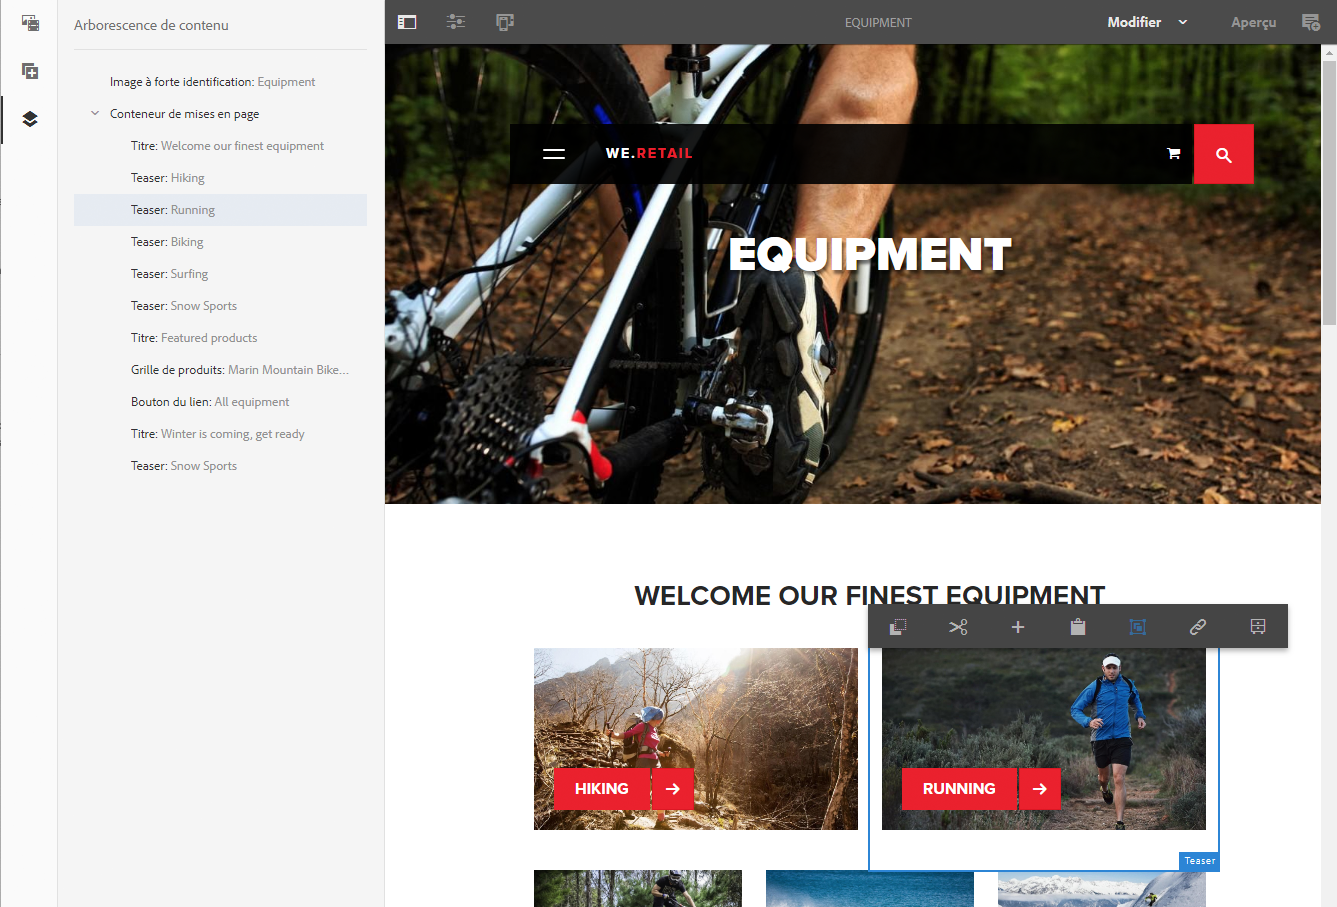 Arborescence de contenu
EQUIPMENT
Modifier
Aperçu
Image à forte identification: Equipment
Conteneur de mises en page
Titre: Welcome our finest equipment
Teaser: Hiking
Teaser: Running
Teaser: Biking
Teaser: Surfing
Teaser: Snow Sports
Titre: Featured products
Grille de produits: Marin Mountain Bike...
Bouton du lien: All equipment
Titre: Winter is coming, get ready
Teaser: Snow Sports
WE.RETAIL
EQUIPMENT
WELCOME OUR FINEST EQUIPMENT
HIKING
RUNNING
Teaser